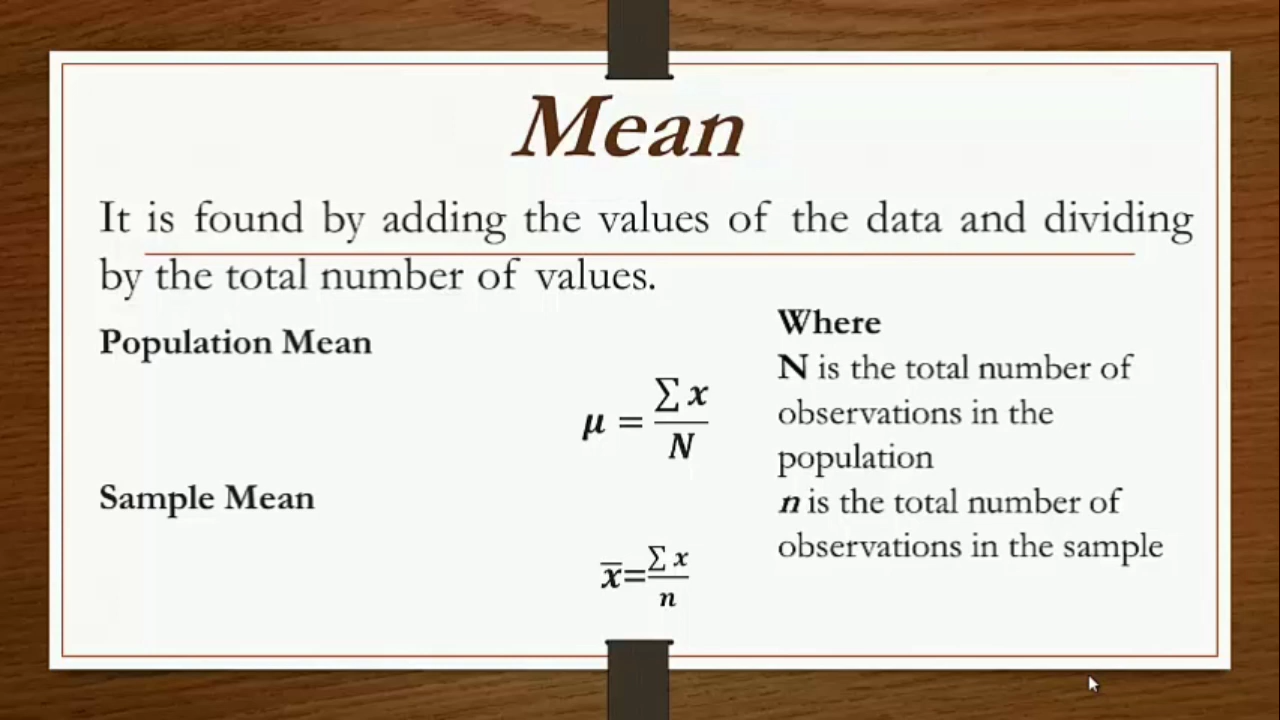 Mean
It is found by adding the values of the data and dividing
by the total number of values.
Population Mean
μ = ∑ x / N
Sample Mean
x̅=∑ x / n
Where
N is the total number of
observations in the
population
n is the total number of
observations in the sample